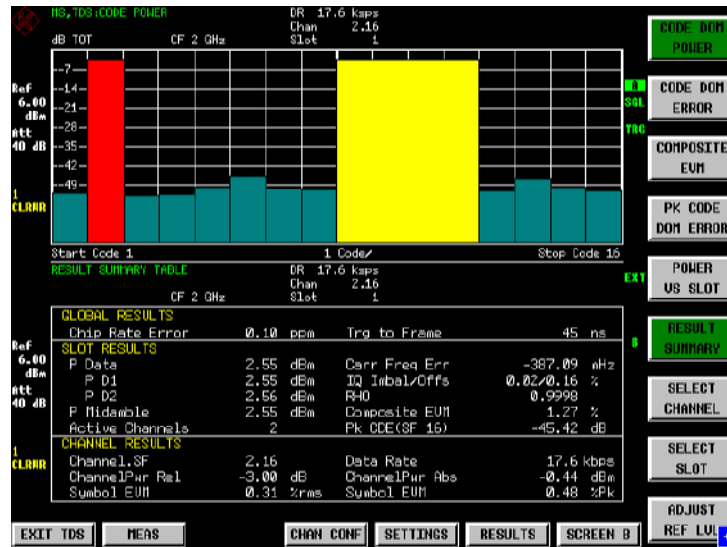 MS,TDS:CODE POWER
DR 17.6 ksps
Chan 2.16
dB TOT CF 2 GHz Slot 1
CODE DOM POWER
-7
Ref
6.00
dBm
Att
40 dB
-14
-21
-28
-35
-42
-49
1
CLRWR
A
SGL
TRG
CODE DOM ERROR
COMPOSITE EVM
PK CODE DOM ERROR
Start Code 1 1 Code/ Stop Code 16
RESULT SUMMARY TABLE
DR 17.6 ksps
Chan 2.16
CF 2 GHz Slot 1
EXT
POWER VS SLOT
GLOBAL RESULTS
Chip Rate Error 0.10 ppm Trg to Frame 45 ns
SLOT RESULTS
P Data 2.55 dBm Carr Freq Err -387.09 mHz
P D1 2.55 dBm IQ Imbal/Offs 0.02/0.16 %
P D2 2.56 dBm RHO 0.9998
P Midamble 2.55 dBm Composite EVM 1.27 %
Active Channels 2 Pk CDE(SF 16) -45.42 dB
CHANNEL RESULTS
Channel.SF 2.16 Data Rate 17.6 kbps
ChannelPwr Rel -3.00 dB ChannelPwr Abs -0.44 dBm
Symbol EVM 0.31 %rms Symbol EVM 0.48 %Pk
Ref
6.00
dBm
Att
40 dB
1
CLRWR
B
RESULT SUMMARY
SELECT CHANNEL
SELECT SLOT
ADJUST REF LVL
EXIT TDS MEAS CHAN CONF SETTINGS RESULTS SCREEN B